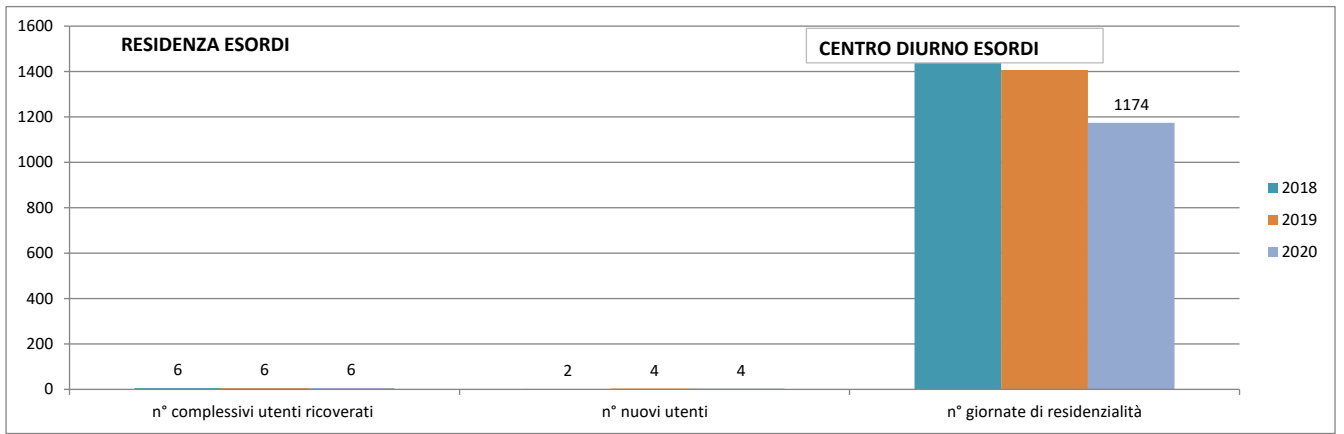 RESIDENZA ESORDI
CENTRO DIURNO ESORDI
1600
1400
1200
1000
800
600
400
200
0
6 6 6
2 4 4
1174
n° complessivi utenti ricoverati
n° nuovi utenti
n° giornate di residenzialità
2018
2019
2020